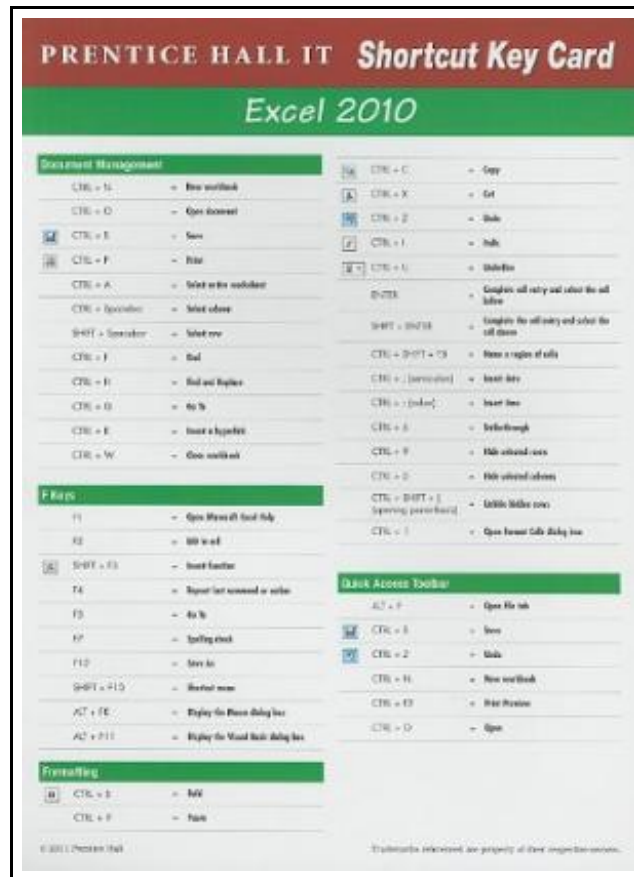 PRENTICE HALL IT Shortcut Key Card
Excel 2010
Document Management
CTRL + N = New workbook
CTRL + O = Open document
CTRL + S = Save
CTRL + P = Print
CTRL + A = Select entire worksheet
CTRL + Spacebar = Select column
SHIFT + Spacebar = Select row
CTRL + F = Find
CTRL + H = Find and Replace
CTRL + G = Go To
CTRL + K = Insert a hyperlink
CTRL + W = Close workbook
F Keys
F1 = Open Microsoft Excel Help
F2 = Edit in cell
SHIFT + F3 = Insert function
F4 = Repeat last command or action
F5 = Go To
F7 = Spelling check
F12 = Save As
SHIFT + F10 = Shortcut menu
ALT + F8 = Display the Macro dialog box
ALT + F11 = Display the Visual Basic dialog box
Formatting
CTRL + B = Bold
CTRL + V = Paste
CTRL + C = Copy
CTRL + X = Cut
CTRL + Z = Undo
CTRL + I = Italic
CTRL + U = Underline
ENTER = Complete cell entry and select the cell
below
SHIFT + ENTER = Complete the cell entry and select the
cell above
CTRL + SHIFT + F3 = Name a region of cells
CTRL + ; (semicolon) = Insert date
CTRL + : (colon) = Insert time
CTRL + 5 = Strikethrough
CTRL + 9 = Hide selected rows
CTRL + 0 = Hide selected columns
CTRL + SHIFT + (
(opening parenthesis) = Unhide hidden rows
CTRL + 1 = Open Format Cells dialog box
Quick Access Toolbar
ALT + F = Open File tab
CTRL + S = Save
CTRL + Z = Undo
CTRL + N = New workbook
CTRL + F2 = Print Preview
CTRL + O = Open
© 2011 Prentice Hall
Trademarks referenced are property of their respective owners.